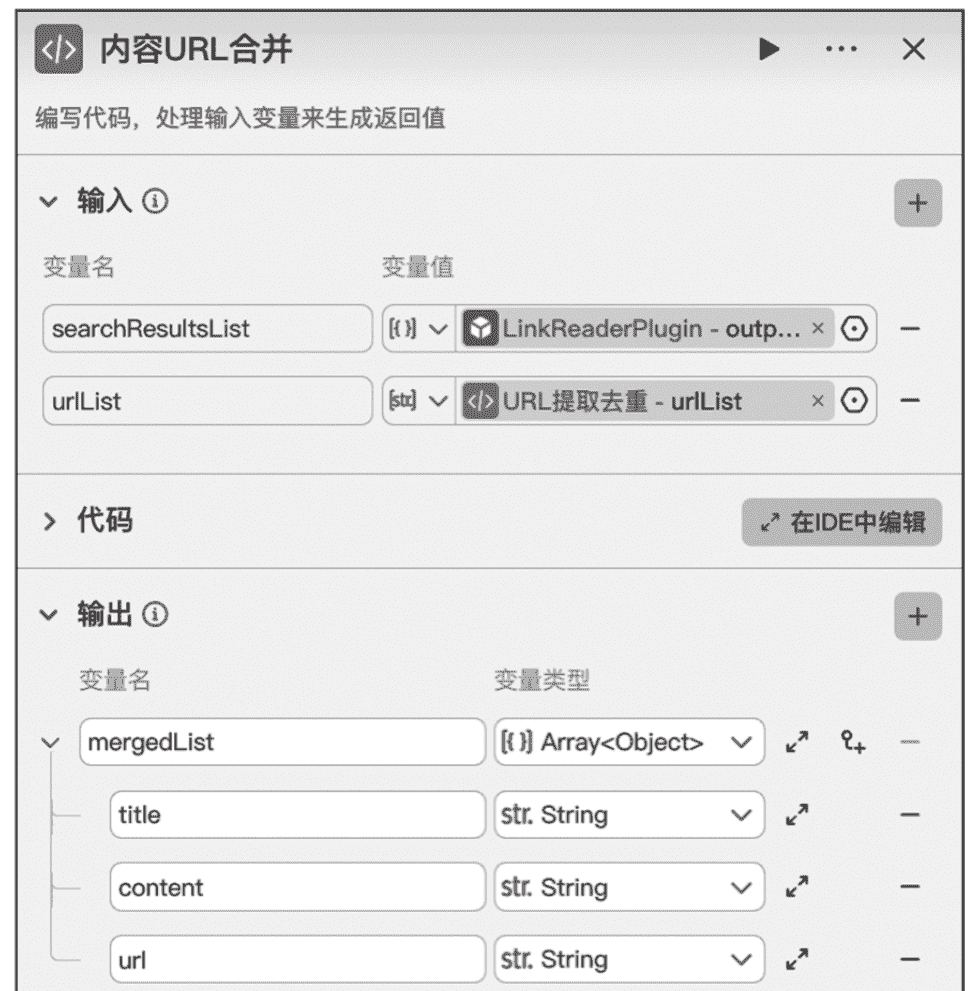 </> 内容URL合并
编写代码，处理输入变量来生成返回值
输入
变量名 变量值
searchResultsList [{}] LinkReaderPlugin - outp...
urlList [str.] </> URL提取去重 - urlList
代码 在IDE中编辑
输出
变量名 变量类型
mergedList [{}] Array<Object>
title str. String
content str. String
url str. String